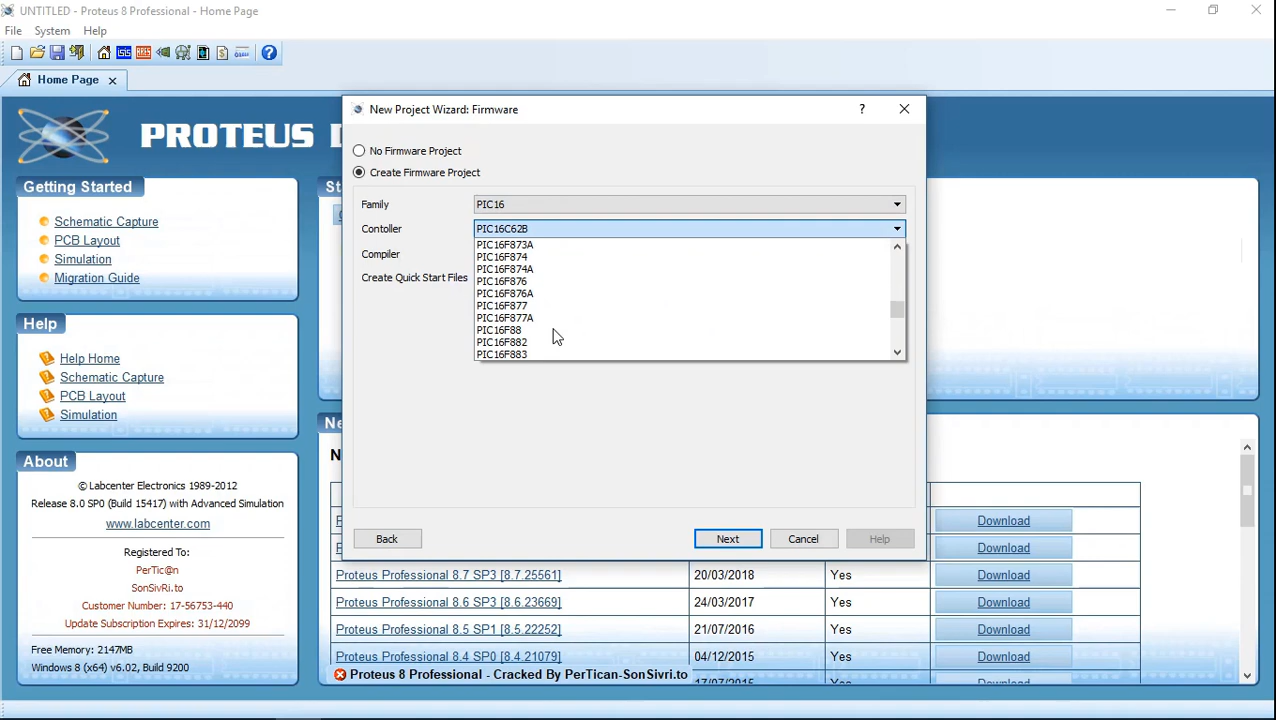 UNTITLED - Proteus 8 Professional - Home Page
File System Help
Home Page
PROTEUS D
Getting Started
Schematic Capture
PCB Layout
Simulation
Migration Guide
Help
Help Home
Schematic Capture
PCB Layout
Simulation
About
© Labcenter Electronics 1989-2012
Release 8.0 SP0 (Build 15417) with Advanced Simulation
www.labcenter.com
Registered To:
PerTic@n
SonSivRi.to
Customer Number: 17-56753-440
Update Subscription Expires: 31/12/2099
Free Memory: 2147MB
Windows 8 (x64) v6.02, Build 9200
New Project Wizard: Firmware
No Firmware Project
Create Firmware Project
Family PIC16
Contoller PIC16C62B
Compiler
Create Quick Start Files
PIC16F873A
PIC16F874
PIC16F874A
PIC16F876
PIC16F876A
PIC16F877
PIC16F877A
PIC16F88
PIC16F882
PIC16F883
Back Next Cancel Help
Download
Download
Proteus Professional 8.7 SP3 [8.7.25561] 20/03/2018 Yes Download
Proteus Professional 8.6 SP3 [8.6.23669] 24/03/2017 Yes Download
Proteus Professional 8.5 SP1 [8.5.22252] 21/07/2016 Yes Download
Proteus Professional 8.4 SP0 [8.4.21079] 04/12/2015 Yes Download
Proteus 8 Professional - Cracked By PerTican-SonSivri.to